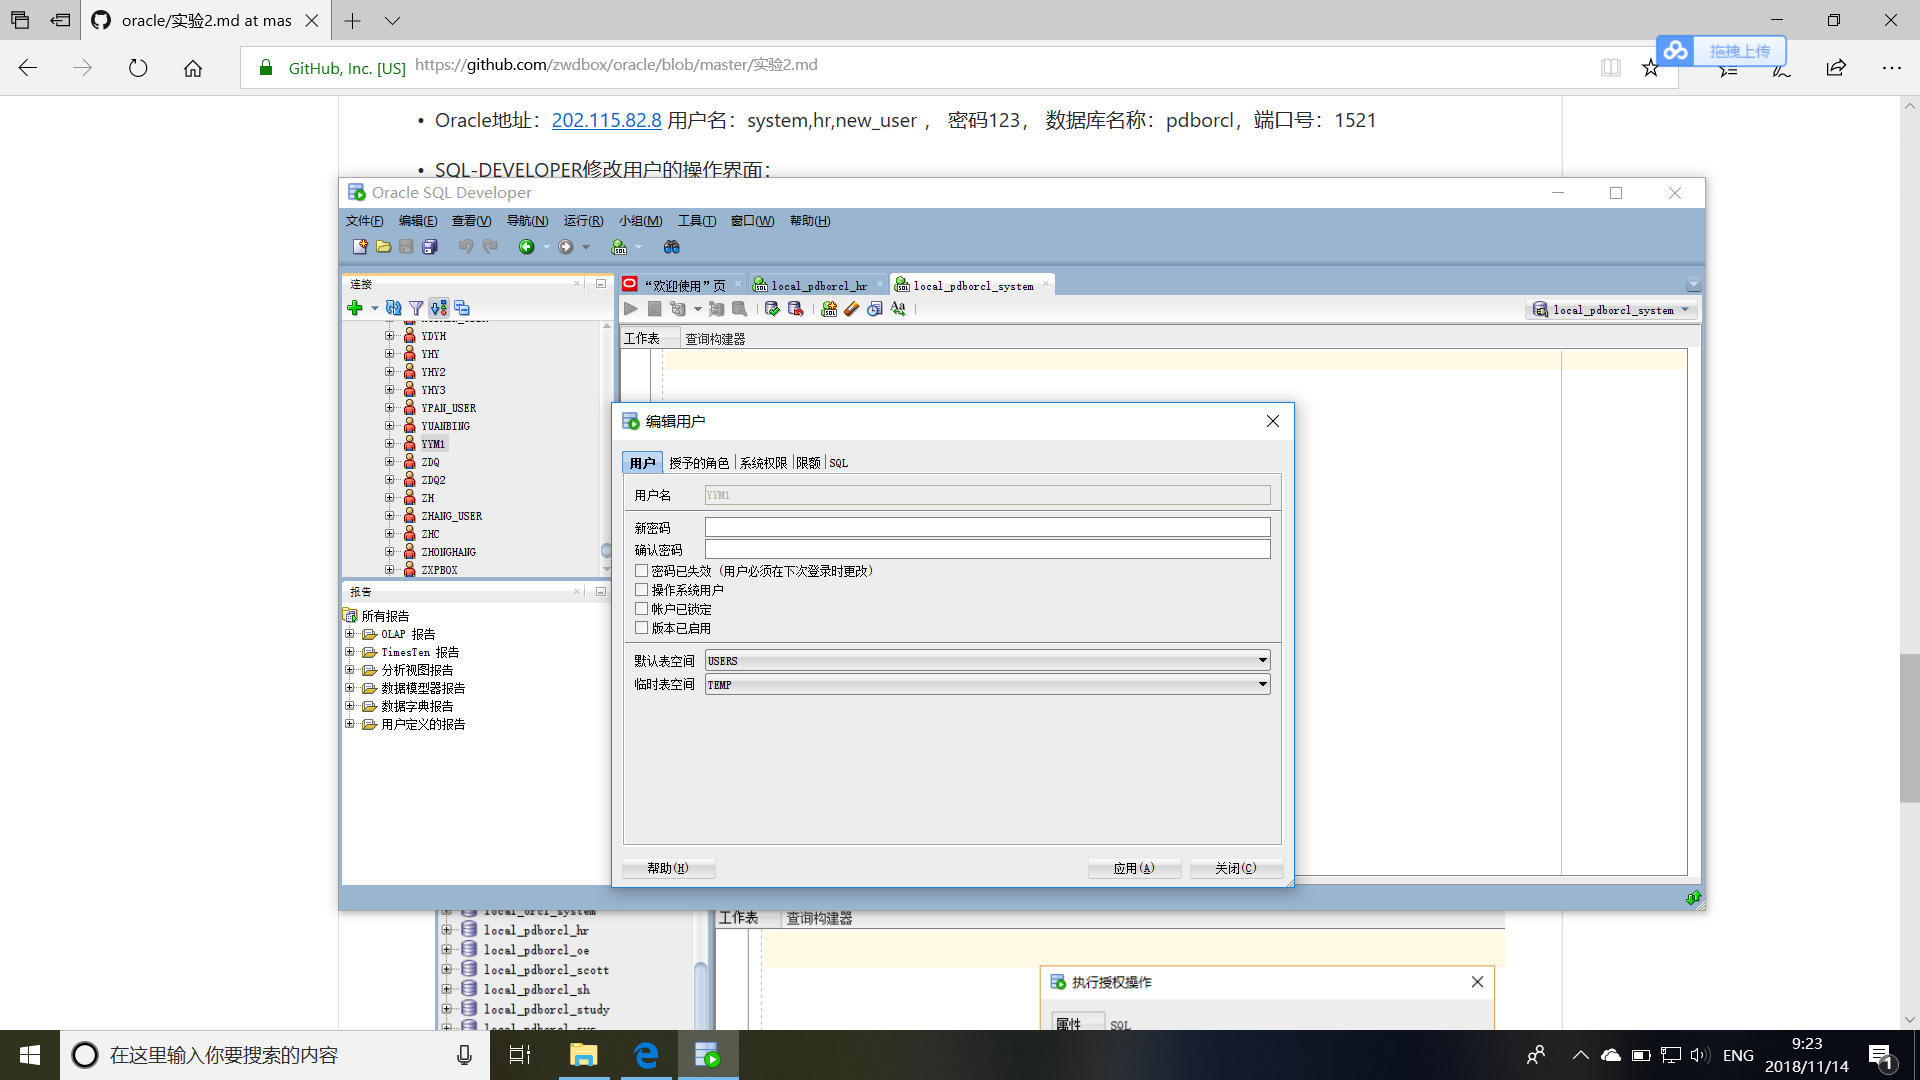 oracle/实验2.md at mas
GitHub, Inc. [US]
https://github.com/zwdbox/oracle/blob/master/实验2.md
拖拽上传
• Oracle地址：202.115.82.8 用户名：system,hr,new_user ， 密码123， 数据库名称：pdborcl，端口号：1521
• SQL-DEVELOPER修改用户的操作界面：
Oracle SQL Developer
文件(F) 编辑(E) 查看(V) 导航(N) 运行(R) 小组(M) 工具(T) 窗口(W) 帮助(H)
连接
“欢迎使用”页
local_pdborcl_hr
local_pdborcl_system
local_pdborcl_system
工作表
查询构建器
YDYH
YHY
YHY2
YHY3
YPAN_USER
YUANBING
YYM1
ZDQ
ZDQ2
ZH
ZHANG_USER
ZHC
ZHONGHANG
ZXPBOX
报告
所有报告
OLAP 报告
TimesTen 报告
分析视图报告
数据模型器报告
数据字典报告
用户定义的报告
编辑用户
用户 授予的角色 系统权限 限额 SQL
用户名 YYM1
新密码
确认密码
密码已失效（用户必须在下次登录时更改）
操作系统用户
帐户已锁定
版本已启用
默认表空间 USERS
临时表空间 TEMP
帮助(H) 应用(A) 关闭(C)
local_orcl_system
local_pdborcl_hr
local_pdborcl_oe
local_pdborcl_scott
local_pdborcl_sh
local_pdborcl_study
local_pdborcl_sys
工作表 查询构建器
执行授权操作
属性 SQL
在这里输入你要搜索的内容
ENG
9:23
2018/11/14
1